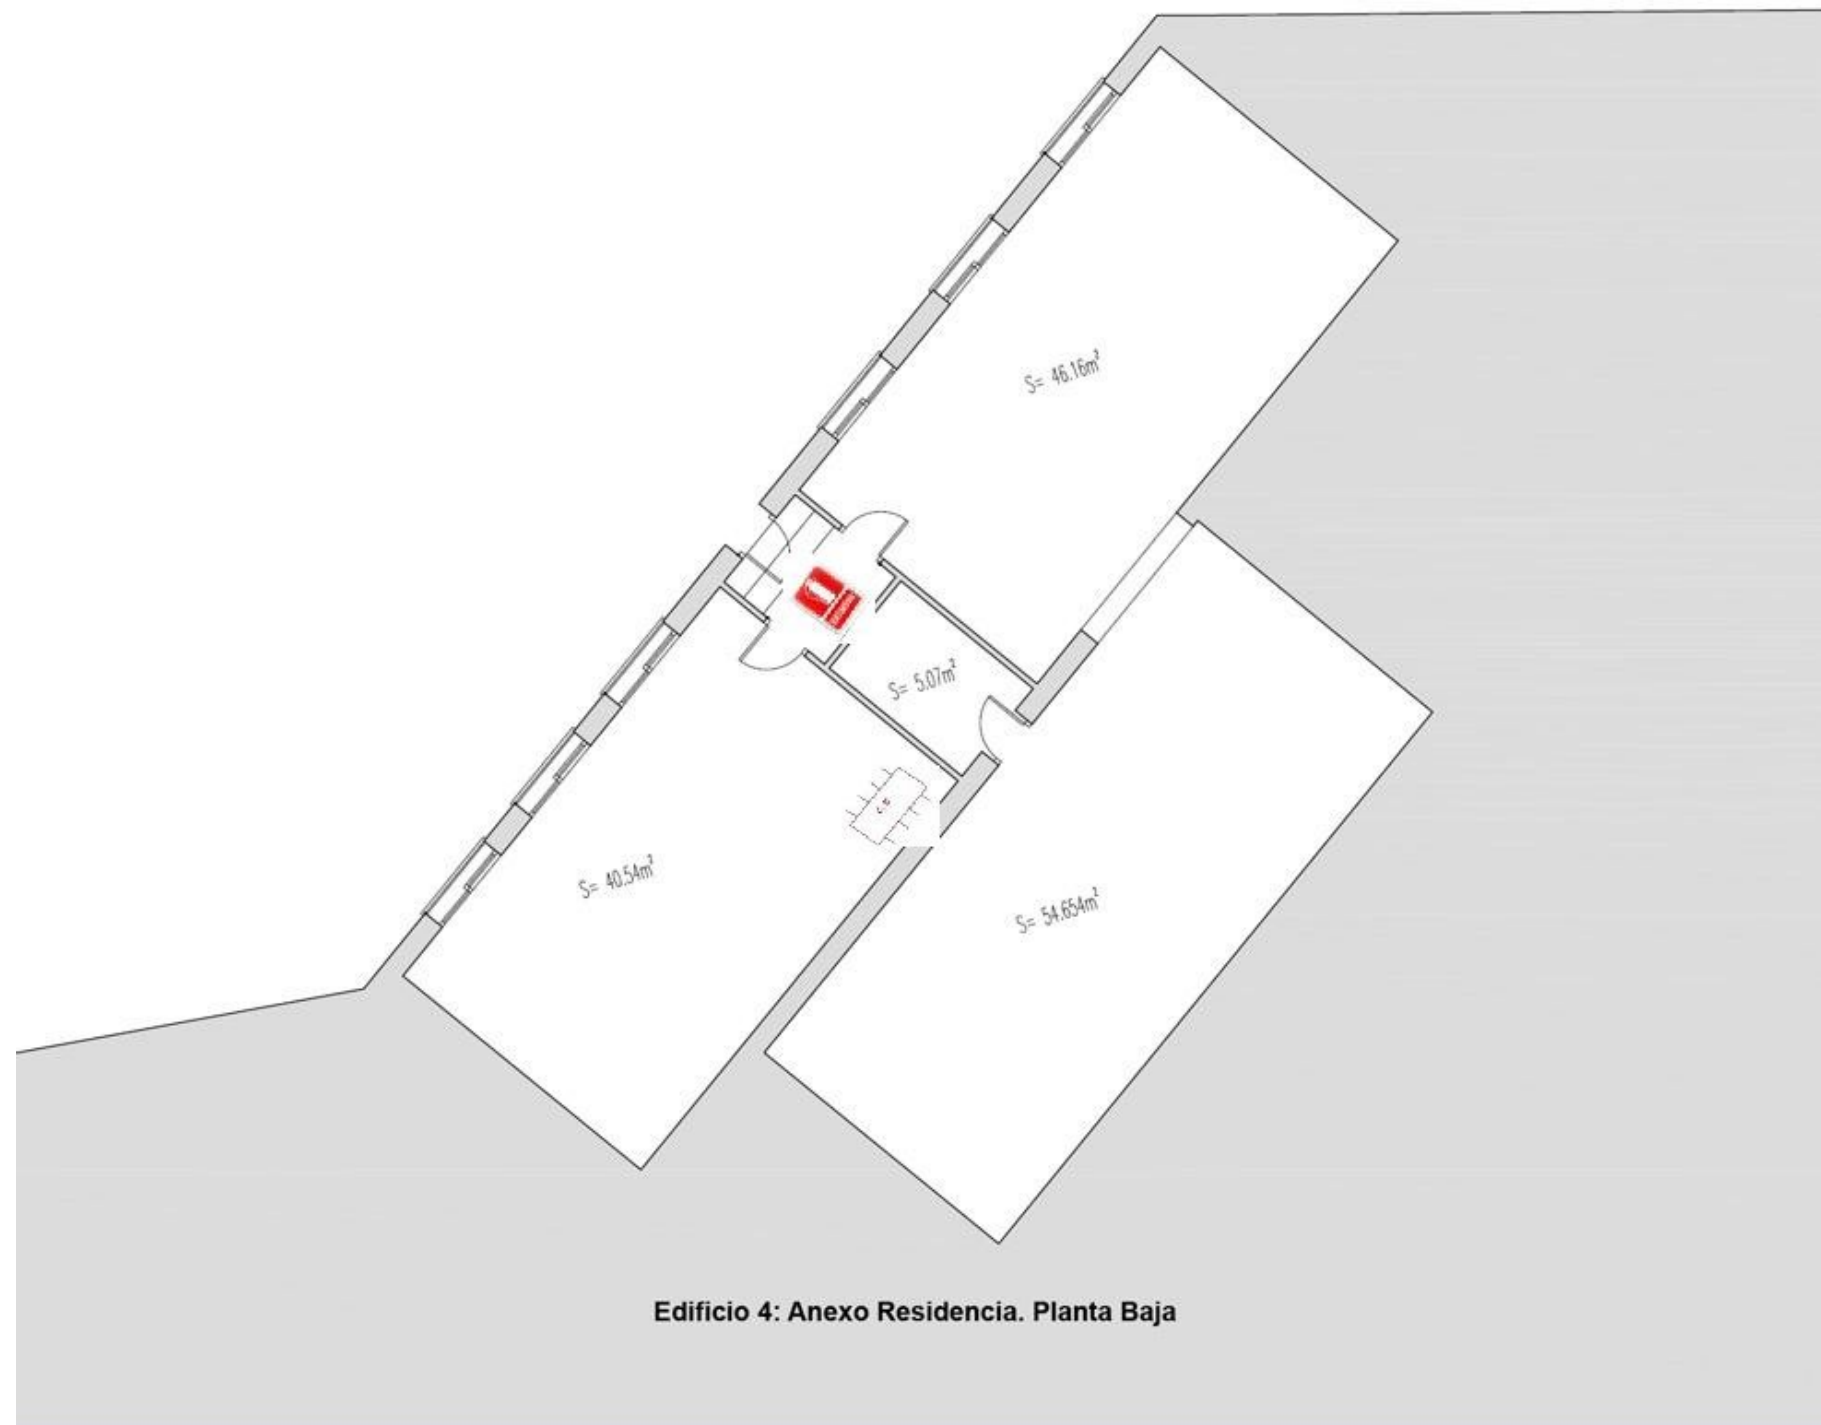 S= 46.16m²
S= 5.07m²
S= 40.54m²
S= 54.654m²
Edificio 4: Anexo Residencia. Planta Baja